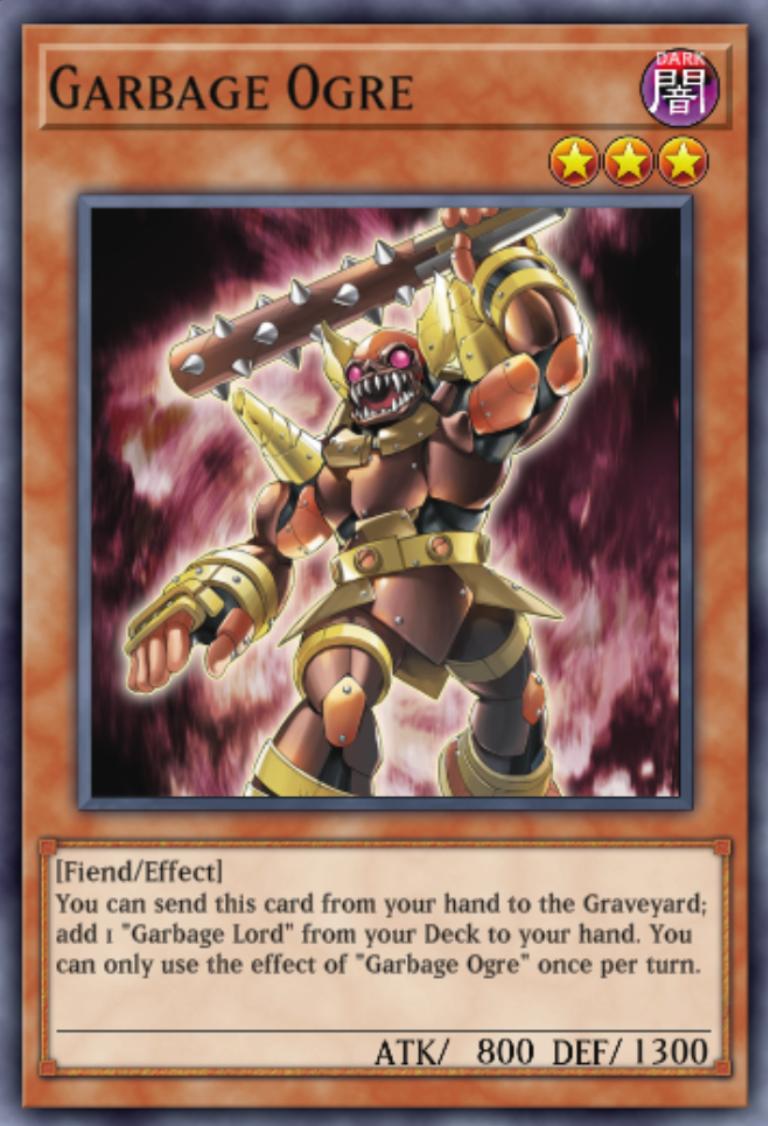 Garbage Ogre
DARK
闇
[Fiend/Effect]
You can send this card from your hand to the Graveyard;
add 1 "Garbage Lord" from your Deck to your hand. You
can only use the effect of "Garbage Ogre" once per turn.
ATK/ 800 DEF/ 1300